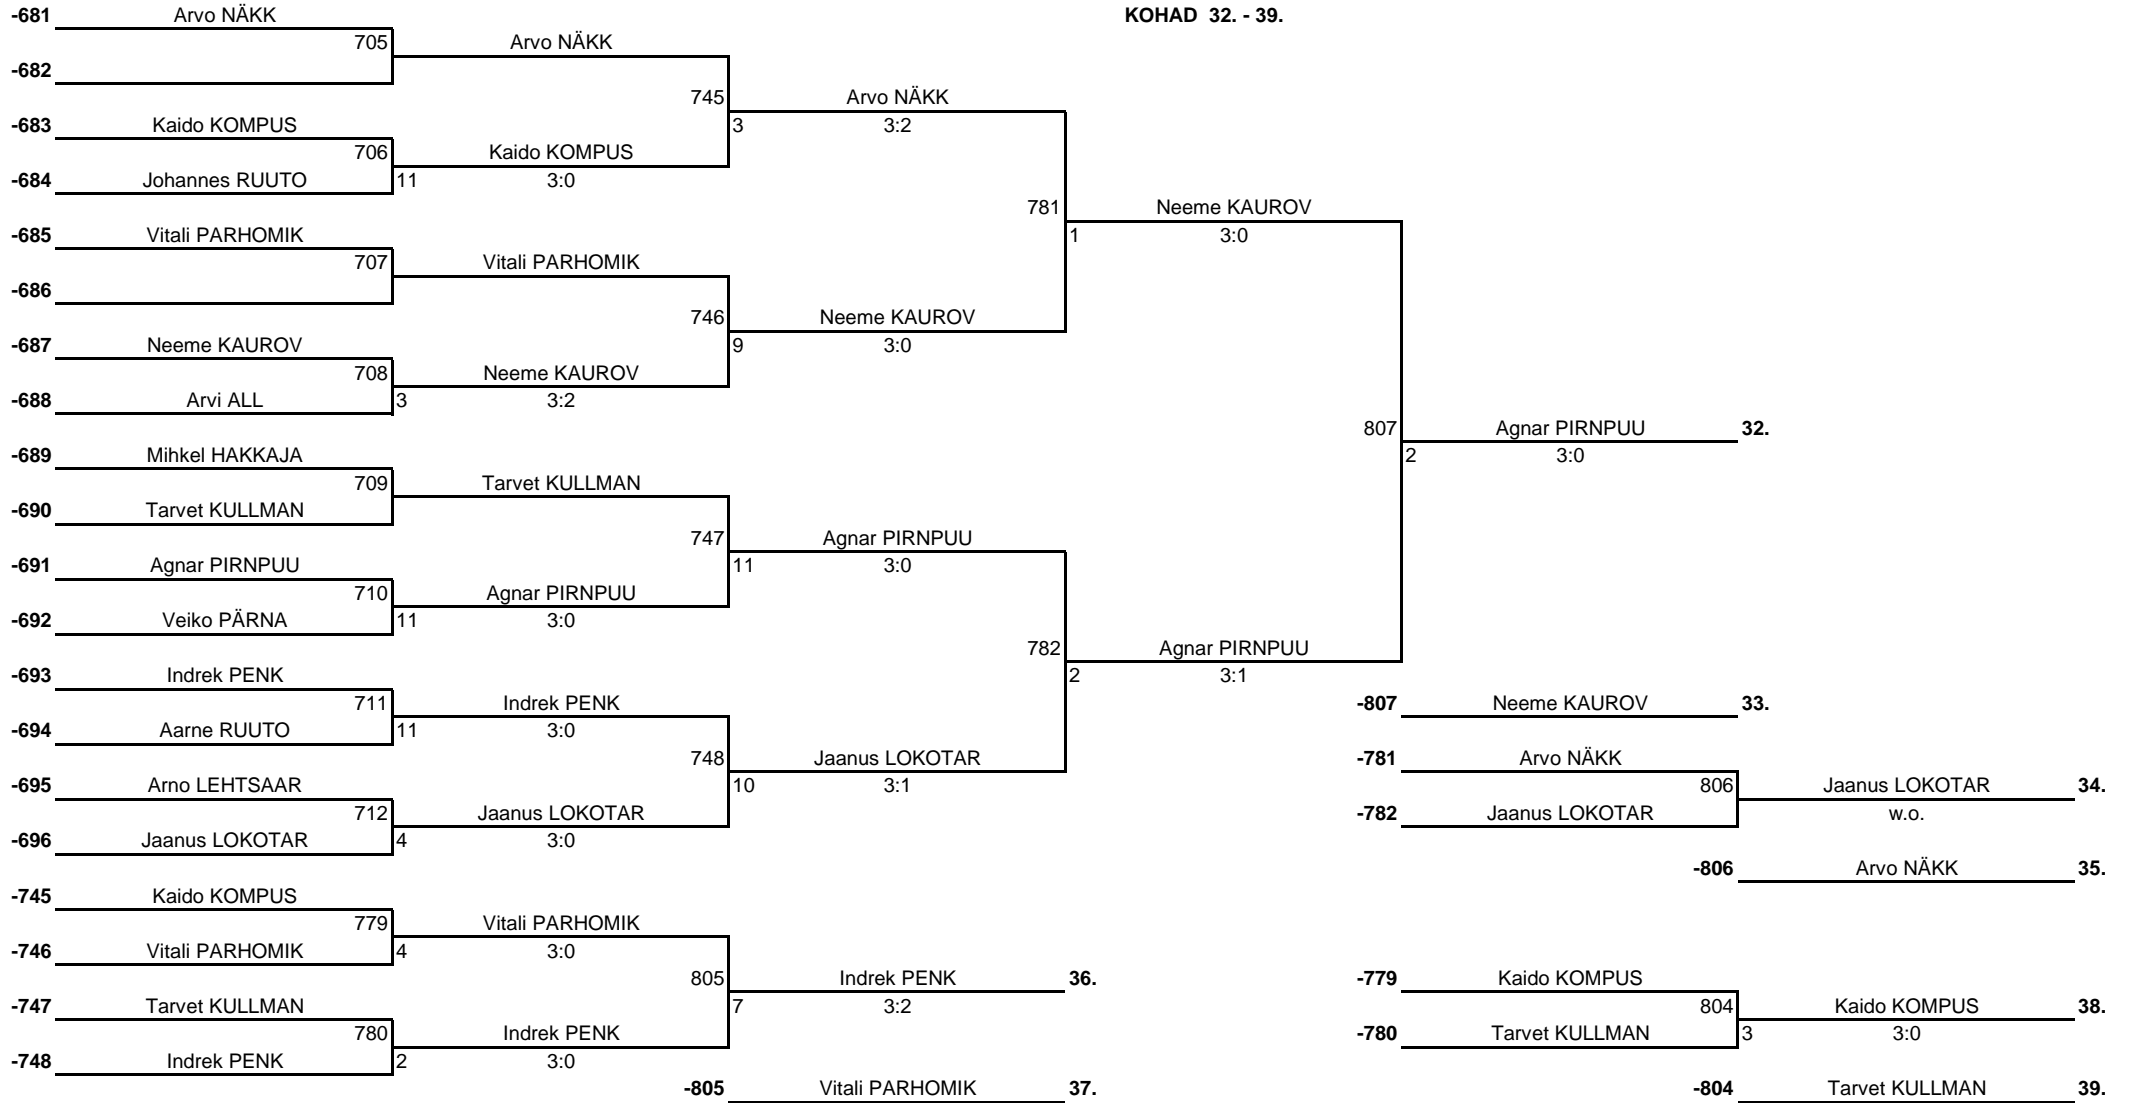 -681 Arvo NÄKK KOHAD 32. - 39.
705 Arvo NÄKK
-682
745 Arvo NÄKK
-683 Kaido KOMPUS 3 3:2
706 Kaido KOMPUS
-684 Johannes RUUTO 11 3:0
781 Neeme KAUROV
-685 Vitali PARHOMIK 1 3:0
707 Vitali PARHOMIK
-686
746 Neeme KAUROV
-687 Neeme KAUROV 9 3:0
708 Neeme KAUROV
-688 Arvi ALL 3 3:2
807 Agnar PIRNPUU 32.
-689 Mihkel HAKKAJA 2 3:0
709 Tarvet KULLMAN
-690 Tarvet KULLMAN
747 Agnar PIRNPUU
-691 Agnar PIRNPUU 11 3:0
710 Agnar PIRNPUU
-692 Veiko PÄRNA 11 3:0
782 Agnar PIRNPUU
-693 Indrek PENK 2 3:1
711 Indrek PENK -807 Neeme KAUROV 33.
-694 Aarne RUUTO 11 3:0
748 Jaanus LOKOTAR -781 Arvo NÄKK
-695 Arno LEHTSAAR 10 3:1 806 Jaanus LOKOTAR 34.
712 Jaanus LOKOTAR -782 Jaanus LOKOTAR w.o.
-696 Jaanus LOKOTAR 4 3:0
-806 Arvo NÄKK 35.
-745 Kaido KOMPUS
779 Vitali PARHOMIK
-746 Vitali PARHOMIK 4 3:0
805 Indrek PENK 36. -779 Kaido KOMPUS
-747 Tarvet KULLMAN 7 3:2 804 Kaido KOMPUS 38.
780 Indrek PENK -780 Tarvet KULLMAN 3 3:0
-748 Indrek PENK 2 3:0
-805 Vitali PARHOMIK 37. -804 Tarvet KULLMAN 39.